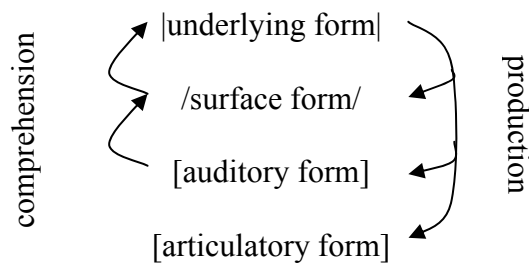 |underlying form|
comprehension
/surface form/
production
[auditory form]
[articulatory form]